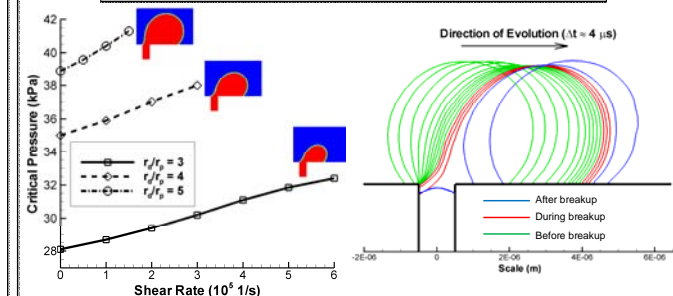 42
40
38
36
34
32
30
28
Critical Pressure (kPa)
r_d/r_p = 3
r_d/r_p = 4
r_d/r_p = 5
0 1 2 3 4 5 6
Shear Rate (10^5 1/s)
Direction of Evolution (Δt ≈ 4 μs)
After breakup
During breakup
Before breakup
-2E-06 0 2E-06 4E-06 6E-06
Scale (m)